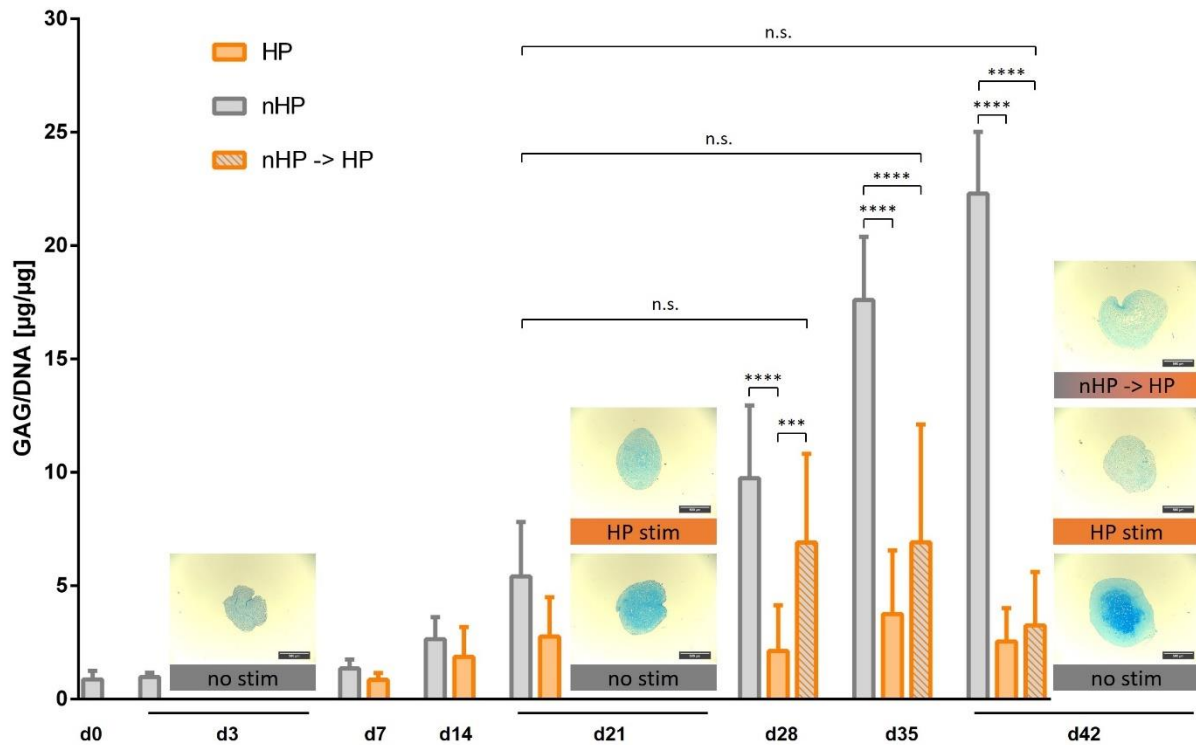 30
25
20
15
10
5
0
GAG/DNA [µg/µg]
HP
nHP
nHP -> HP
n.s.
n.s.
n.s.
****
****
****
****
****
***
no stim
HP stim
no stim
nHP -> HP
HP stim
no stim
d0
d3
d7
d14
d21
d28
d35
d42